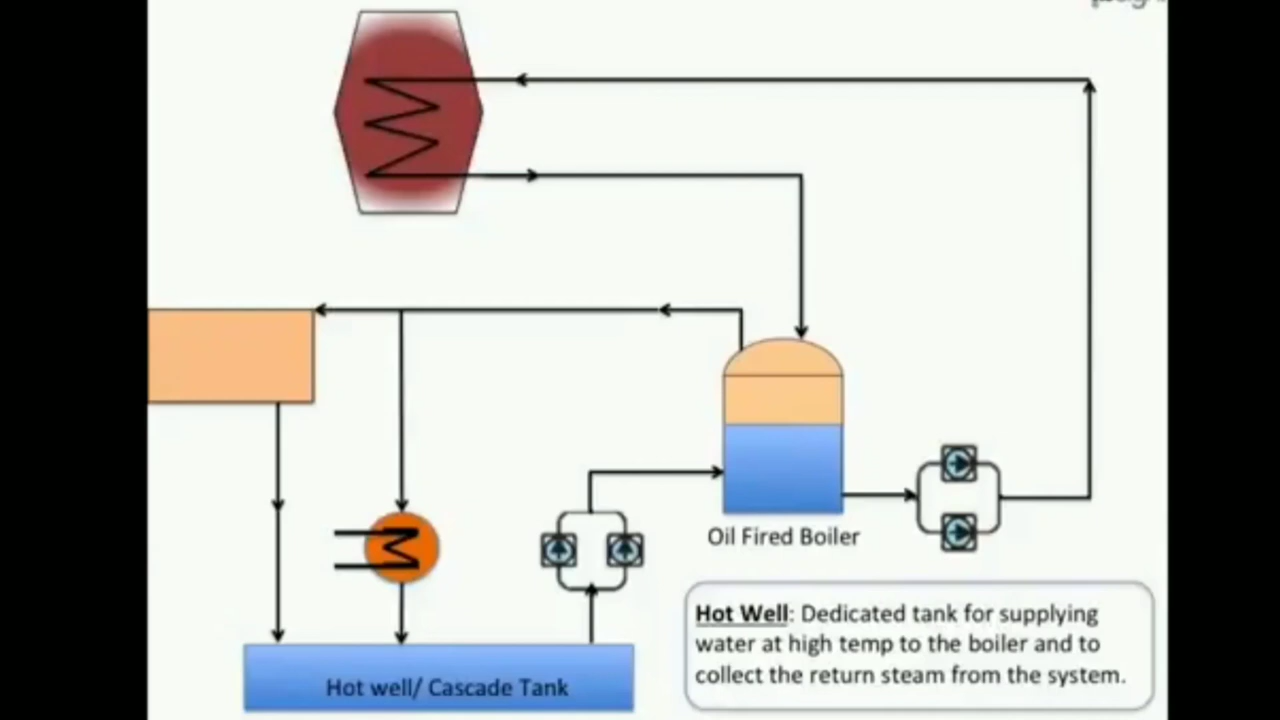 Oil Fired Boiler
Hot Well: Dedicated tank for supplying
water at high temp to the boiler and to
collect the return steam from the system.
Hot well/ Cascade Tank